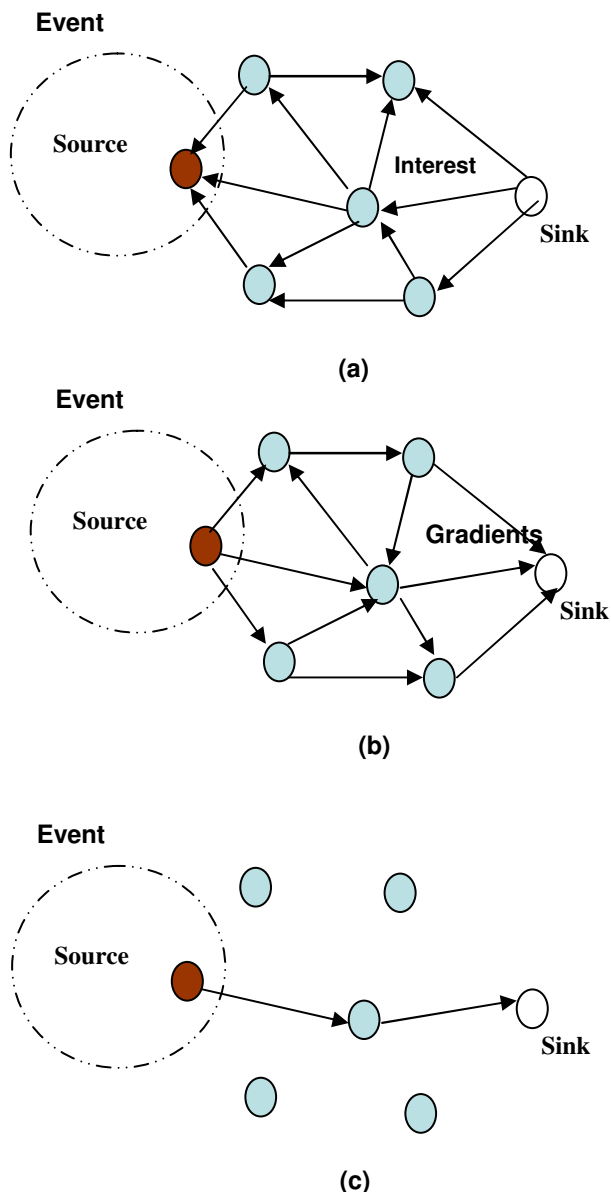 Event
Source
Interest
Sink
(a)
Event
Source
Gradients
Sink
(b)
Event
Source
Sink
(c)